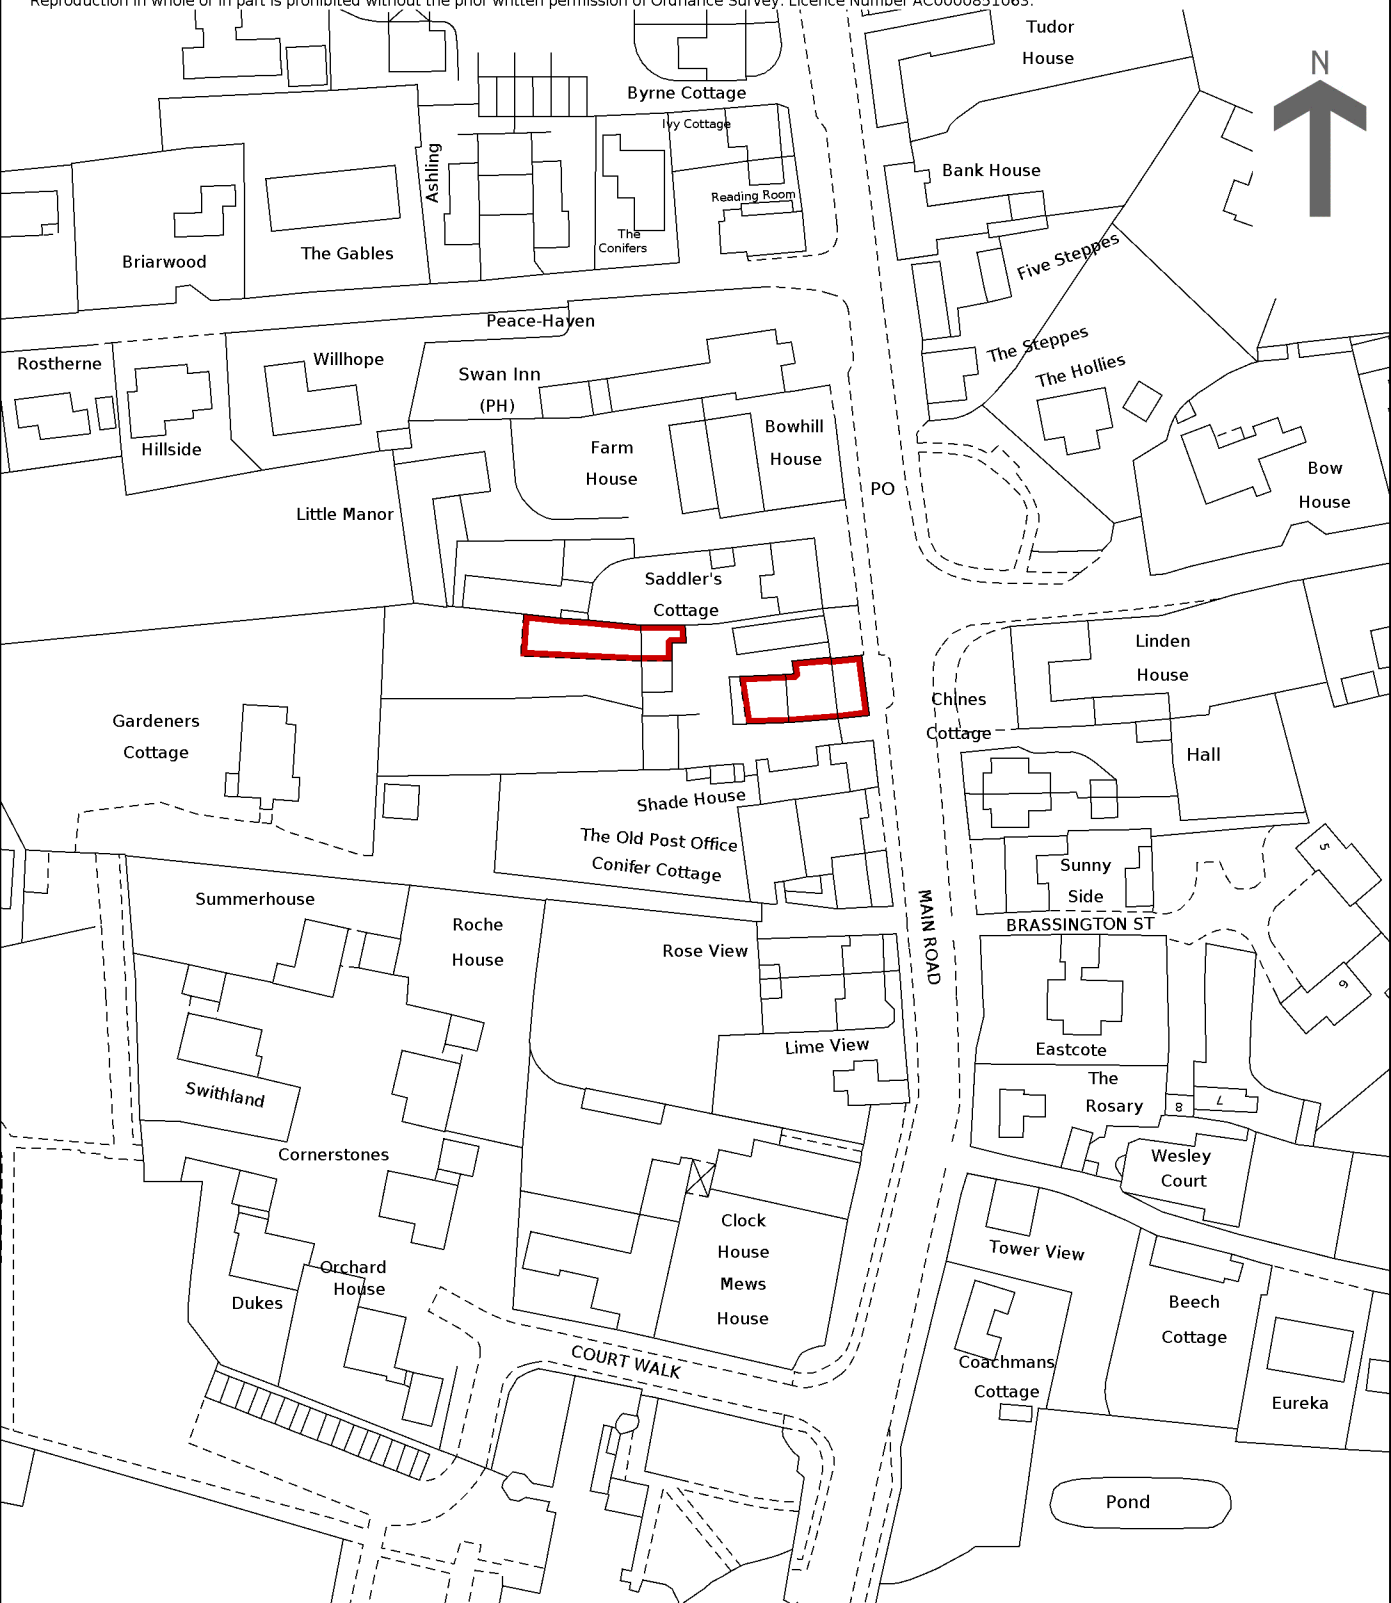 Reproduction in whole or in part is prohibited without the prior written permission of Ordnance Survey. Licence Number AC0000851063.
Tudor
House
N
Byrne Cottage
Ivy Cottage
Ashling
Bank House
Reading Room
The
Conifers
The Gables
Briarwood
Five Steppes
Peace-Haven
The Steppes
The Hollies
Rostherne
Willhope
Swan Inn
(PH)
Hillside
Farm
House
Bowhill
House
Bow
House
PO
Little Manor
Saddler's
Cottage
Linden
House
Chines
Cottage
Gardeners
Cottage
Hall
Shade House
The Old Post Office
Conifer Cottage
5
Sunny
Side
Summerhouse
MAIN ROAD
BRASSINGTON ST
Roche
House
Rose View
6
Lime View
Eastcote
The
Rosary
8
7
Swithland
Cornerstones
Wesley
Court
Clock
House
Mews
House
Tower View
Orchard
House
Dukes
Beech
Cottage
COURT WALK
Coachmans
Cottage
Eureka
Pond